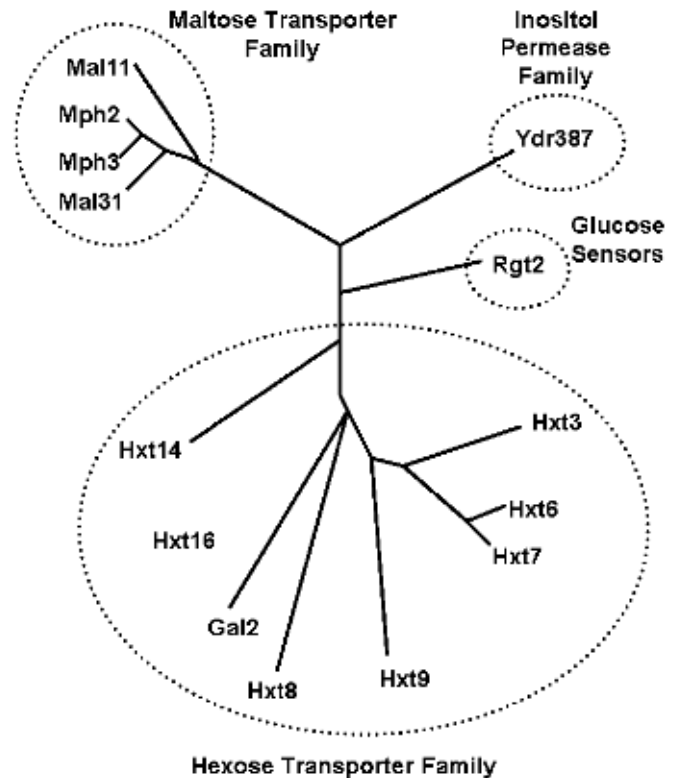 Maltose Transporter
Family
Inositol
Permease
Family
Mal11
Mph2
Mph3
Mal31
Ydr387
Glucose
Sensors
Rgt2
Hxt14
Hxt3
Hxt6
Hxt7
Hxt16
Gal2
Hxt8
Hxt9
Hexose Transporter Family